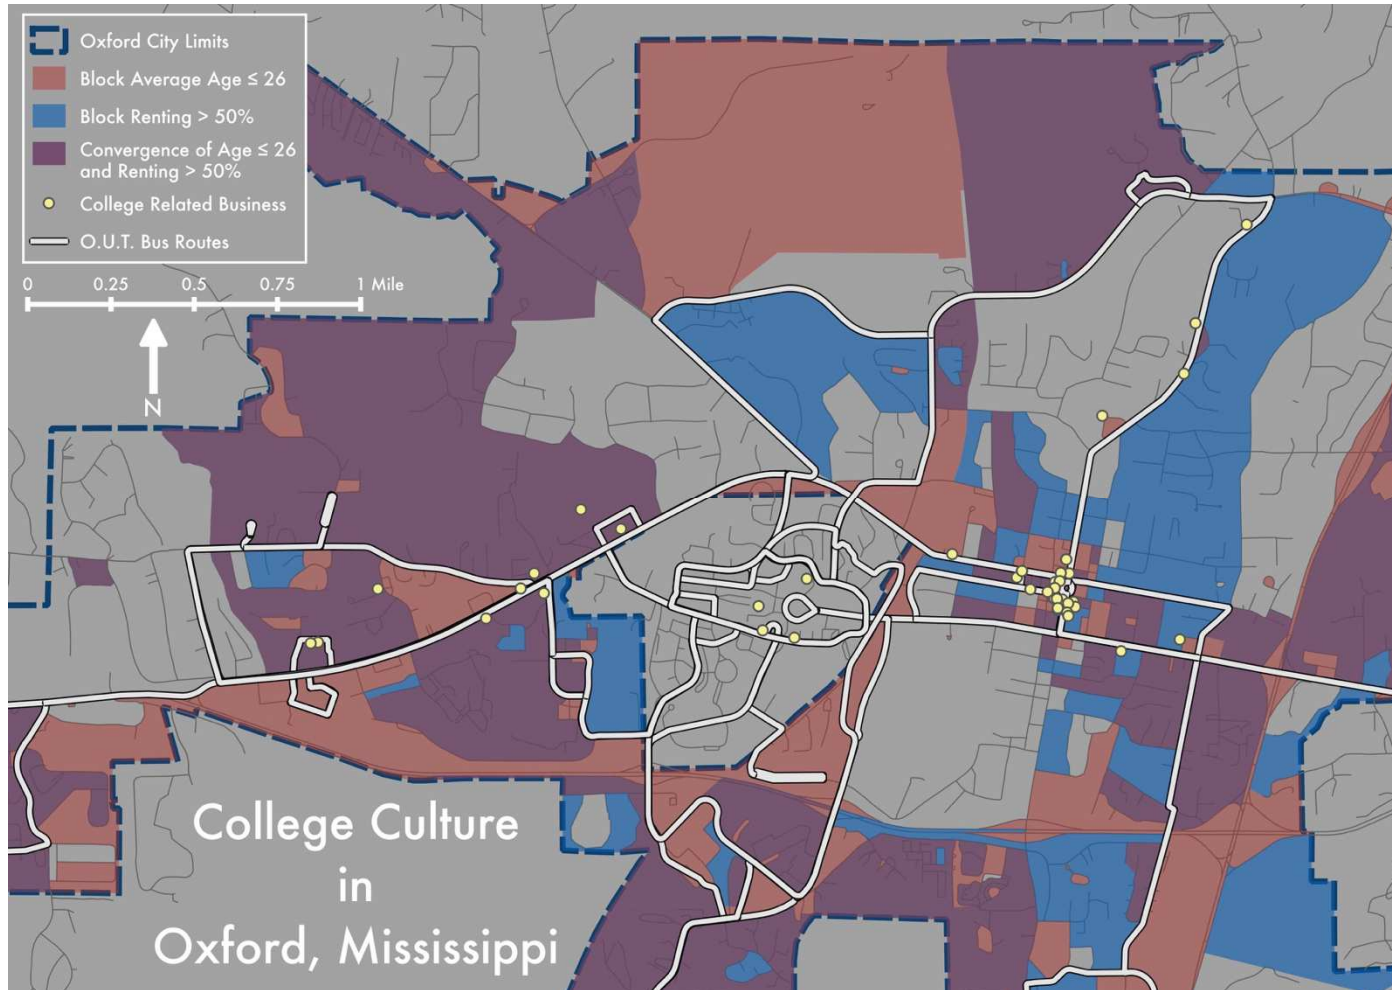 Oxford City Limits
Block Average Age ≤ 26
Block Renting > 50%
Convergence of Age ≤ 26
and Renting > 50%
College Related Business
O.U.T. Bus Routes
0 0.25 0.5 0.75 1 Mile
N
College Culture
in
Oxford, Mississippi